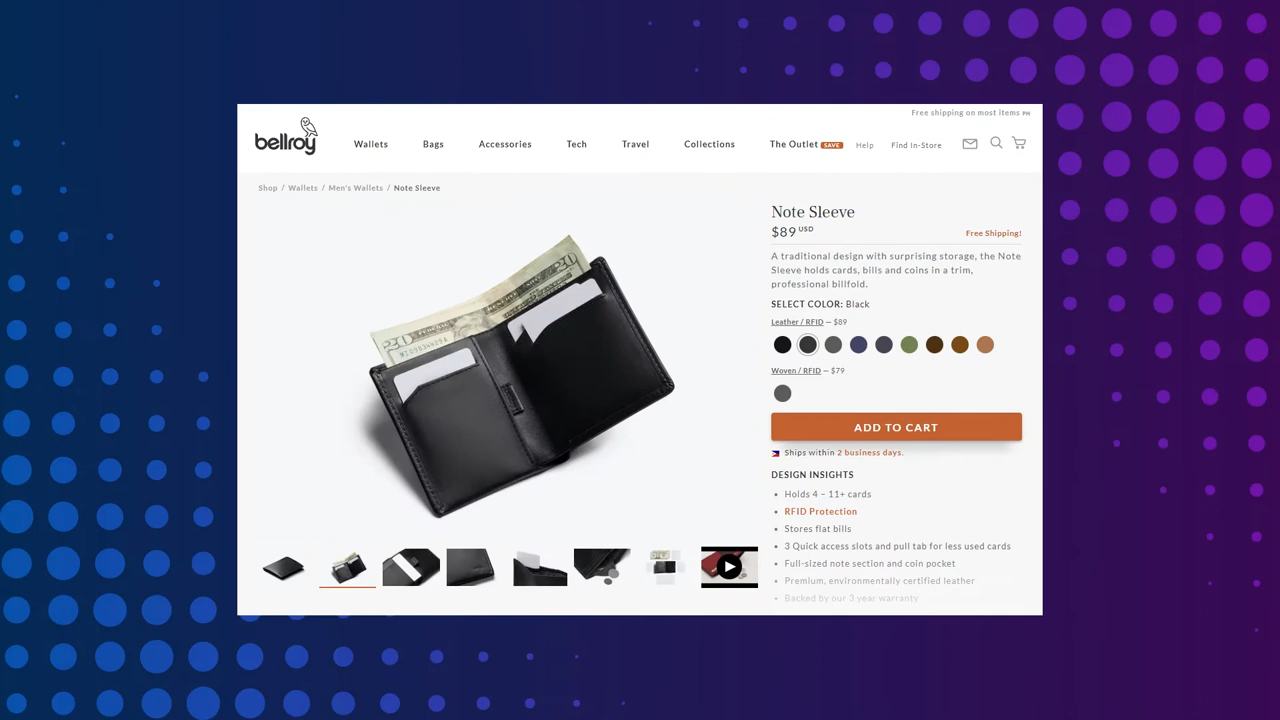 Free shipping on most items PH
bellroy
Wallets Bags Accessories Tech Travel Collections The Outlet SAVE Help Find In-Store
Shop / Wallets / Men's Wallets / Note Sleeve
Note Sleeve
$89 USD
Free Shipping!
A traditional design with surprising storage, the Note
Sleeve holds cards, bills and coins in a trim,
professional billfold.
SELECT COLOR: Black
Leather / RFID — $89
Woven / RFID — $79
ADD TO CART
Ships within 2 business days.
DESIGN INSIGHTS
• Holds 4 – 11+ cards
• RFID Protection
• Stores flat bills
• 3 Quick access slots and pull tab for less used cards
• Full-sized note section and coin pocket
• Premium, environmentally certified leather
• Backed by our 3 year warranty